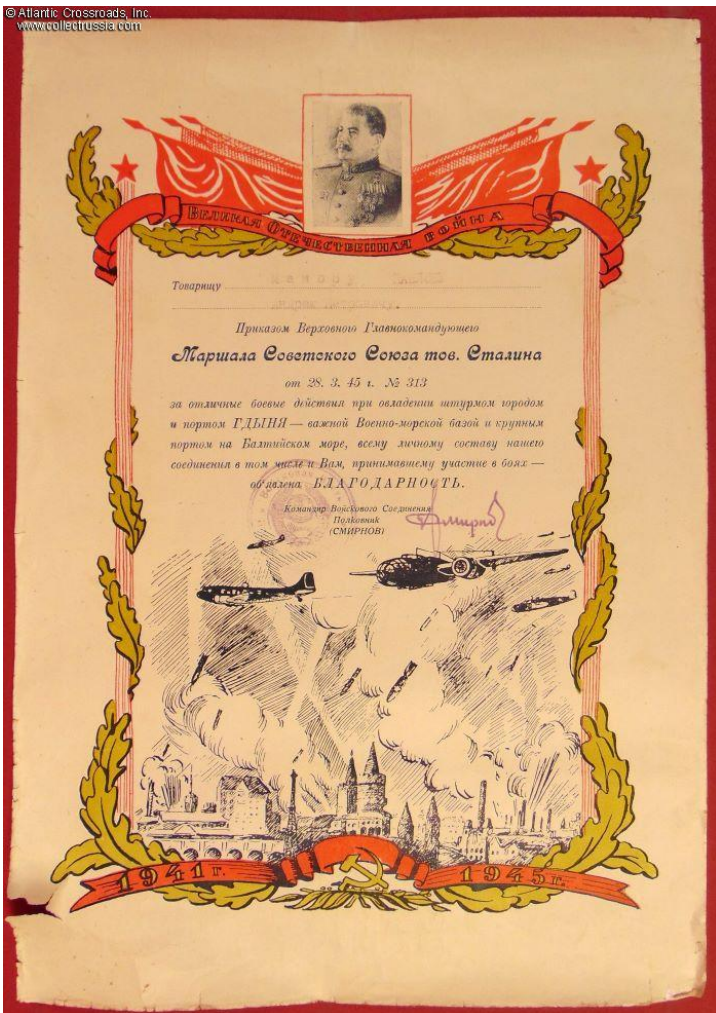 © Atlantic Crossroads, Inc.
www.collectrussia.com
ВЕЛИКАЯ ОТЕЧЕСТВЕННАЯ ВОЙНА
Товарищу
Приказом Верховного Главнокомандующего
Маршала Советского Союза тов. Сталина
от 28. 3. 45 г. № 313
за отличные боевые действия при овладении штурмом городом
и портом ГДЫНЯ — важной Военно-морской базой и крупным
портом на Балтийском море, всему личному составу нашего
соединения в том числе и Вам, принимавшему участие в боях —
об'явлена БЛАГОДАРНОСТЬ.
Командир Войскового Соединения
Полковник
(СМИРНОВ)
1941 г.
1945 г.